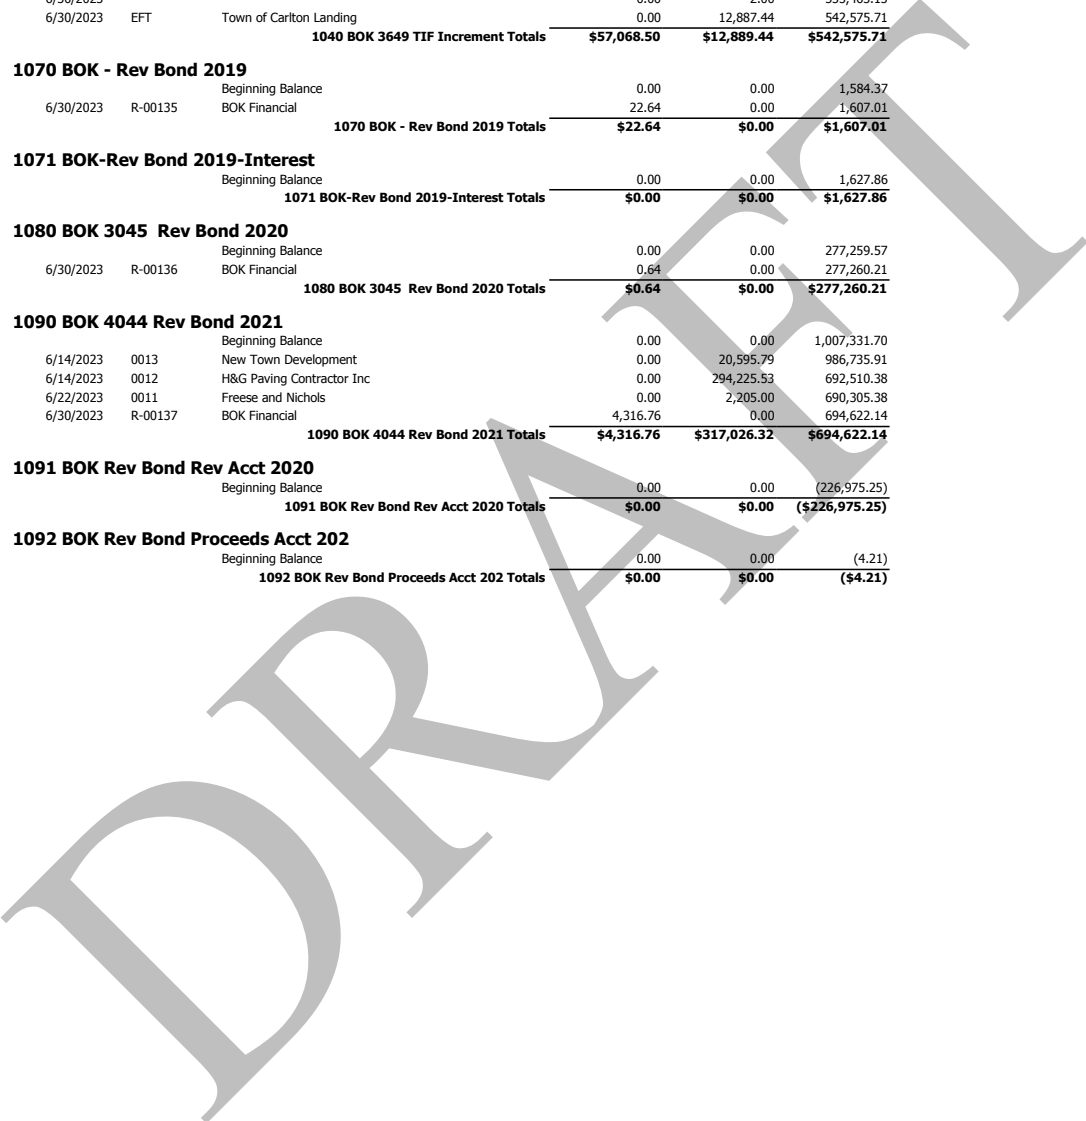 6/30/2023 EFT Town of Carlton Landing 0.00 12,887.44 542,575.71
1040 BOK 3649 TIF Increment Totals $57,068.50 $12,889.44 $542,575.71
1070 BOK - Rev Bond 2019
Beginning Balance 0.00 0.00 1,584.37
6/30/2023 R-00135 BOK Financial 22.64 0.00 1,607.01
1070 BOK - Rev Bond 2019 Totals $22.64 $0.00 $1,607.01
1071 BOK-Rev Bond 2019-Interest
Beginning Balance 0.00 0.00 1,627.86
1071 BOK-Rev Bond 2019-Interest Totals $0.00 $0.00 $1,627.86
1080 BOK 3045 Rev Bond 2020
Beginning Balance 0.00 0.00 277,259.57
6/30/2023 R-00136 BOK Financial 0.64 0.00 277,260.21
1080 BOK 3045 Rev Bond 2020 Totals $0.64 $0.00 $277,260.21
1090 BOK 4044 Rev Bond 2021
Beginning Balance 0.00 0.00 1,007,331.70
6/14/2023 0013 New Town Development 0.00 20,595.79 986,735.91
6/14/2023 0012 H&G Paving Contractor Inc 0.00 294,225.53 692,510.38
6/22/2023 0011 Freese and Nichols 0.00 2,205.00 690,305.38
6/30/2023 R-00137 BOK Financial 4,316.76 0.00 694,622.14
1090 BOK 4044 Rev Bond 2021 Totals $4,316.76 $317,026.32 $694,622.14
1091 BOK Rev Bond Rev Acct 2020
Beginning Balance 0.00 0.00 (226,975.25)
1091 BOK Rev Bond Rev Acct 2020 Totals $0.00 $0.00 ($226,975.25)
1092 BOK Rev Bond Proceeds Acct 202
Beginning Balance 0.00 0.00 (4.21)
1092 BOK Rev Bond Proceeds Acct 202 Totals $0.00 $0.00 ($4.21)
DRAFT